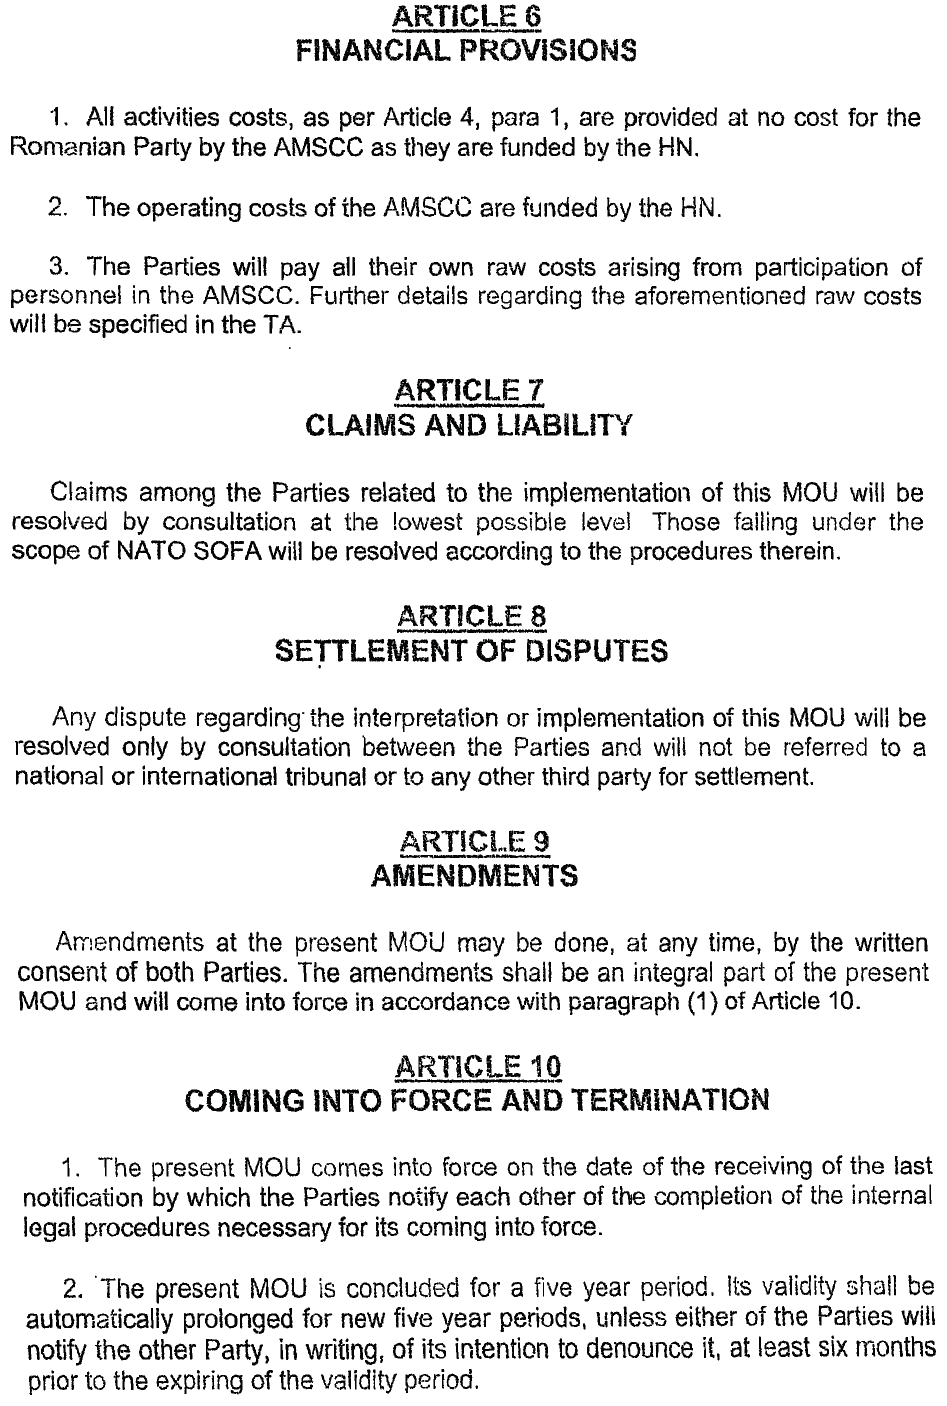 ARTICLE 6
FINANCIAL PROVISIONS
1. All activities costs, as per Article 4, para 1, are provided at no cost for the
Romanian Party by the AMSCC as they are funded by the HN.
2. The operating costs of the AMSCC are funded by the HN.
3. The Parties will pay all their own raw costs arising from participation of
personnel in the AMSCC. Further details regarding the aforementioned raw costs
will be specified in the TA.
ARTICLE 7
CLAIMS AND LIABILITY
Claims among the Parties related to the implementation of this MOU will be
resolved by consultation at the lowest possible level Those falling under the
scope of NATO SOFA will be resolved according to the procedures therein.
ARTICLE 8
SETTLEMENT OF DISPUTES
Any dispute regarding the interpretation or implementation of this MOU will be
resolved only by consultation between the Parties and will not be referred to a
national or international tribunal or to any other third party for settlement.
ARTICLE 9
AMENDMENTS
Amendments at the present MOU may be done, at any time, by the written
consent of both Parties. The amendments shall be an integral part of the present
MOU and will come into force in accordance with paragraph (1) of Article 10.
ARTICLE 10
COMING INTO FORCE AND TERMINATION
1. The present MOU comes into force on the date of the receiving of the last
notification by which the Parties notify each other of the completion of the internal
legal procedures necessary for its coming into force.
2. The present MOU is concluded for a five year period. Its validity shall be
automatically prolonged for new five year periods, unless either of the Parties will
notify the other Party, in writing, of its intention to denounce it, at least six months
prior to the expiring of the validity period.